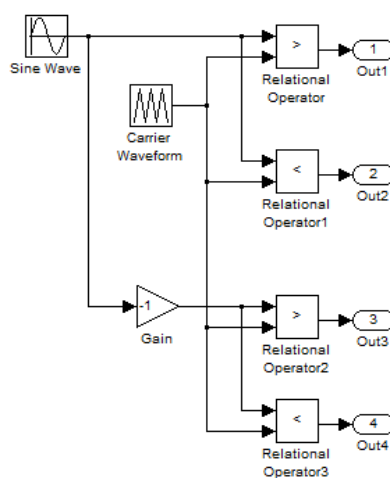 >
1
Sine Wave
Relational
Operator
Out1
Carrier
Waveform
<
2
Relational
Operator1
Out2
-1
Gain
>
3
Relational
Operator2
Out3
<
4
Relational
Operator3
Out4